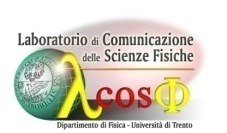 Laboratorio di Comunicazione
delle Scienze Fisiche
λcosΦ
Dipartimento di Fisica - Università di Trento